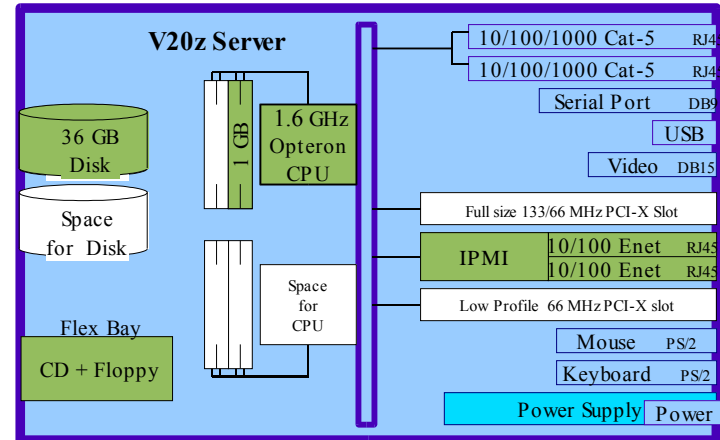 V20z Server
36 GB
Disk
Space
for Disk
Flex Bay
CD + Floppy
1 GB
1.6 GHz
Opteron
CPU
Space
for
CPU
10/100/1000 Cat-5 RJ45
10/100/1000 Cat-5 RJ45
Serial Port DB9
USB
Video DB15
Full size 133/66 MHz PCI-X Slot
IPMI
10/100 Enet RJ45
10/100 Enet RJ45
Low Profile 66 MHz PCI-X slot
Mouse PS/2
Keyboard PS/2
Power Supply
Power